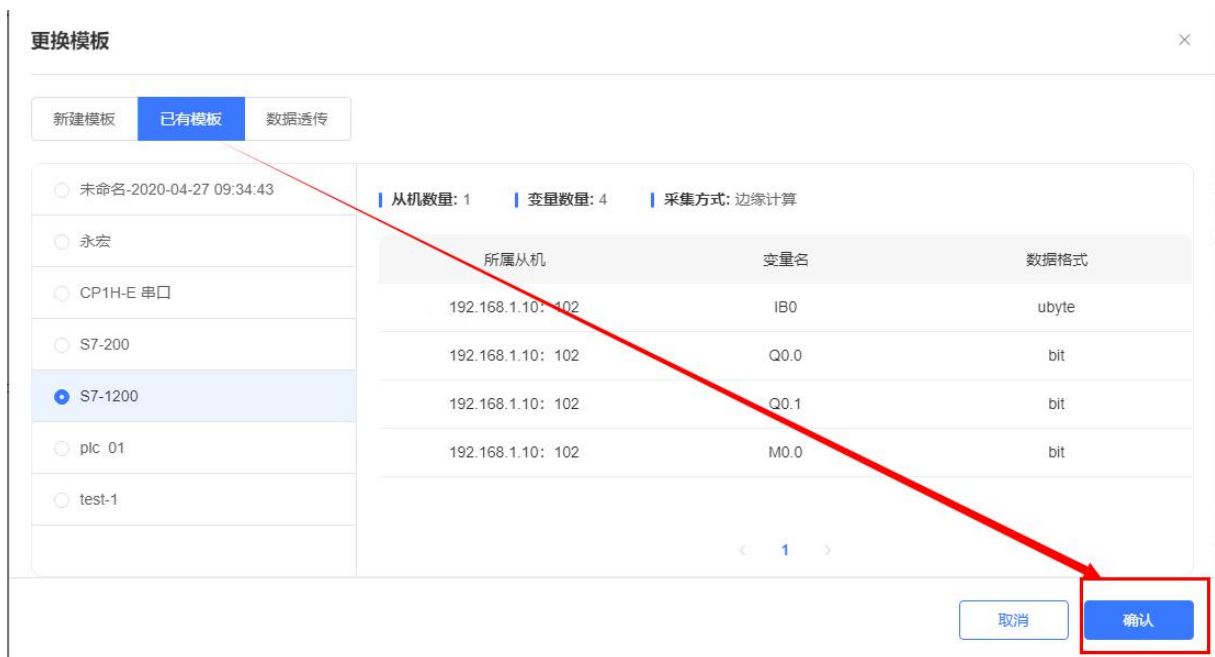 更换模板
新建模板 已有模板 数据透传
未命名-2020-04-27 09:34:43
永宏
CP1H-E 串口
S7-200
S7-1200
plc 01
test-1
从机数量: 1 变量数量: 4 采集方式: 边缘计算
所属从机 变量名 数据格式
192.168.1.10：102 IB0 ubyte
192.168.1.10：102 Q0.0 bit
192.168.1.10：102 Q0.1 bit
192.168.1.10：102 M0.0 bit
1
取消 确认